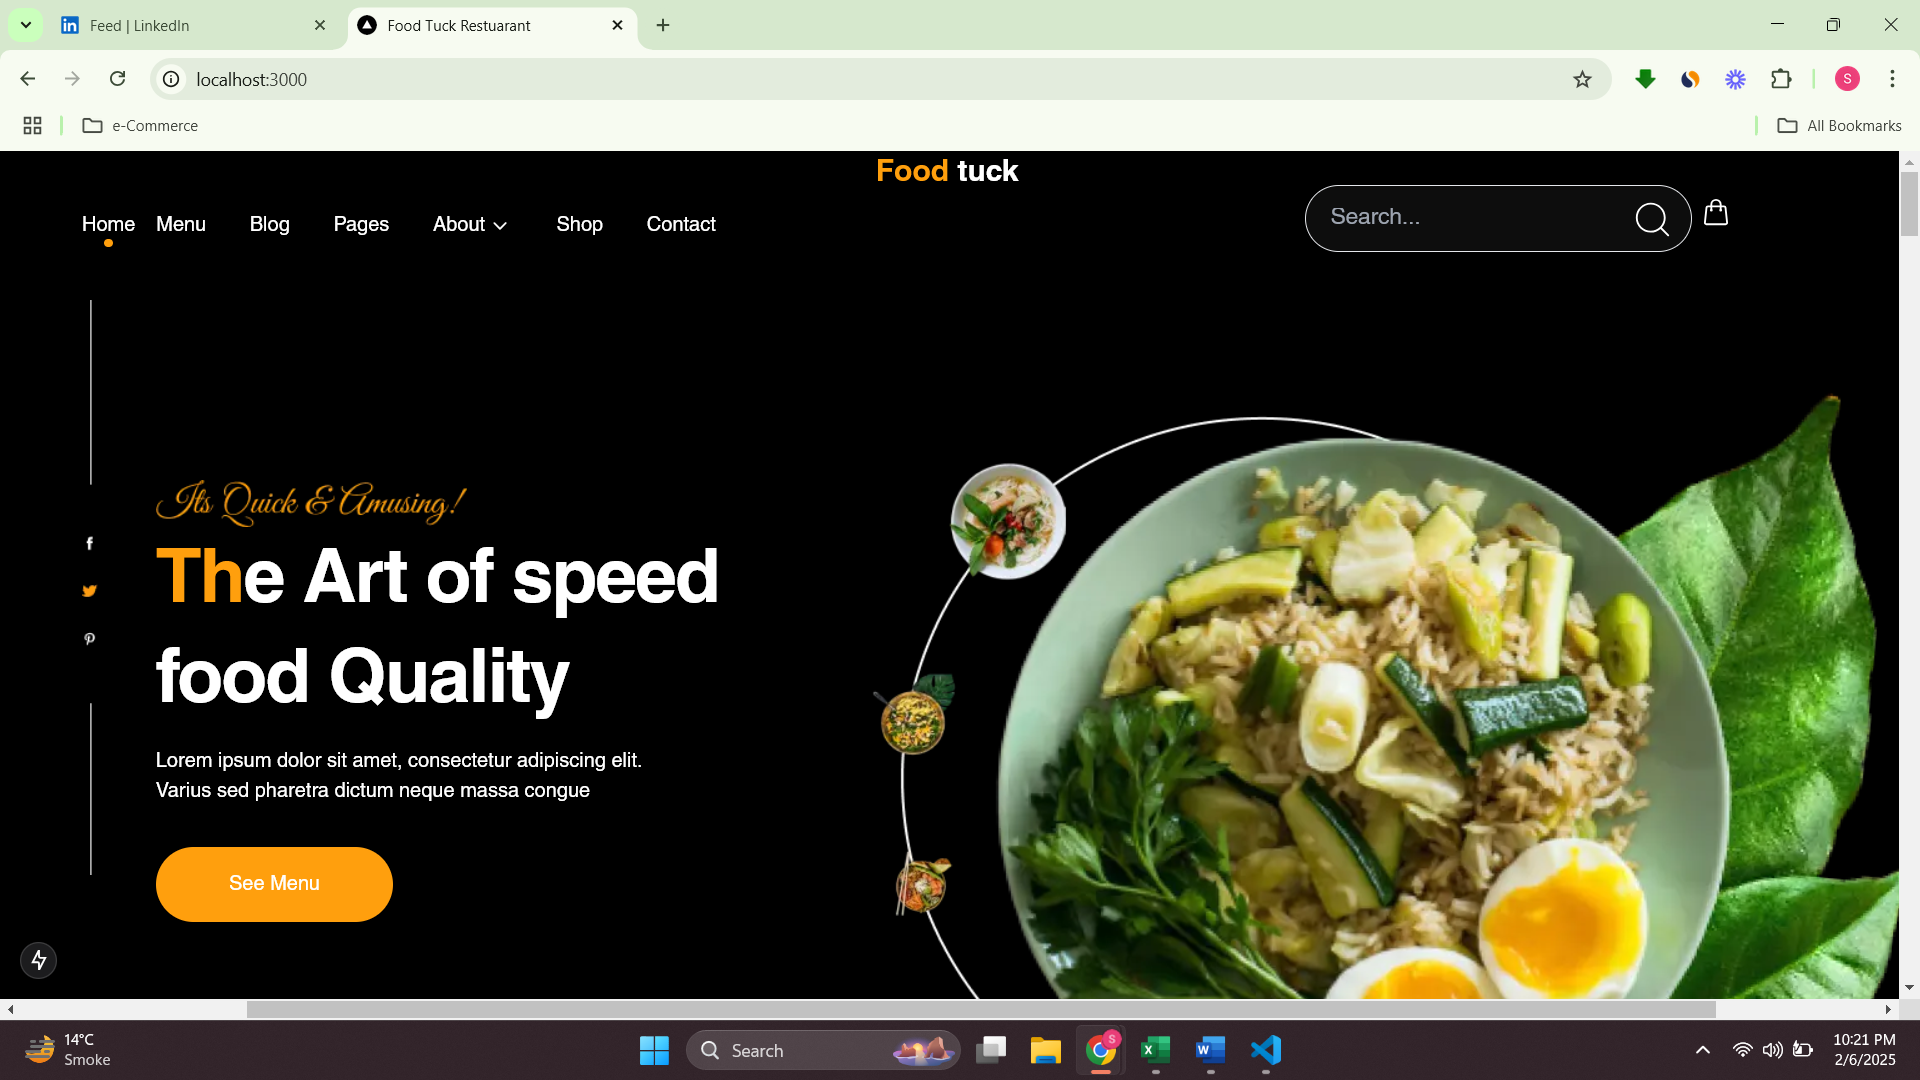 Feed | LinkedIn
Food Tuck Restuarant
localhost:3000
S
e-Commerce
All Bookmarks
Food tuck
Home Menu Blog Pages About Shop Contact
Search...
Its Quick & Amusing!
The Art of speed
food Quality
Lorem ipsum dolor sit amet, consectetur adipiscing elit.
Varius sed pharetra dictum neque massa congue
See Menu
14°C
Smoke
Search
S
10:21 PM
2/6/2025